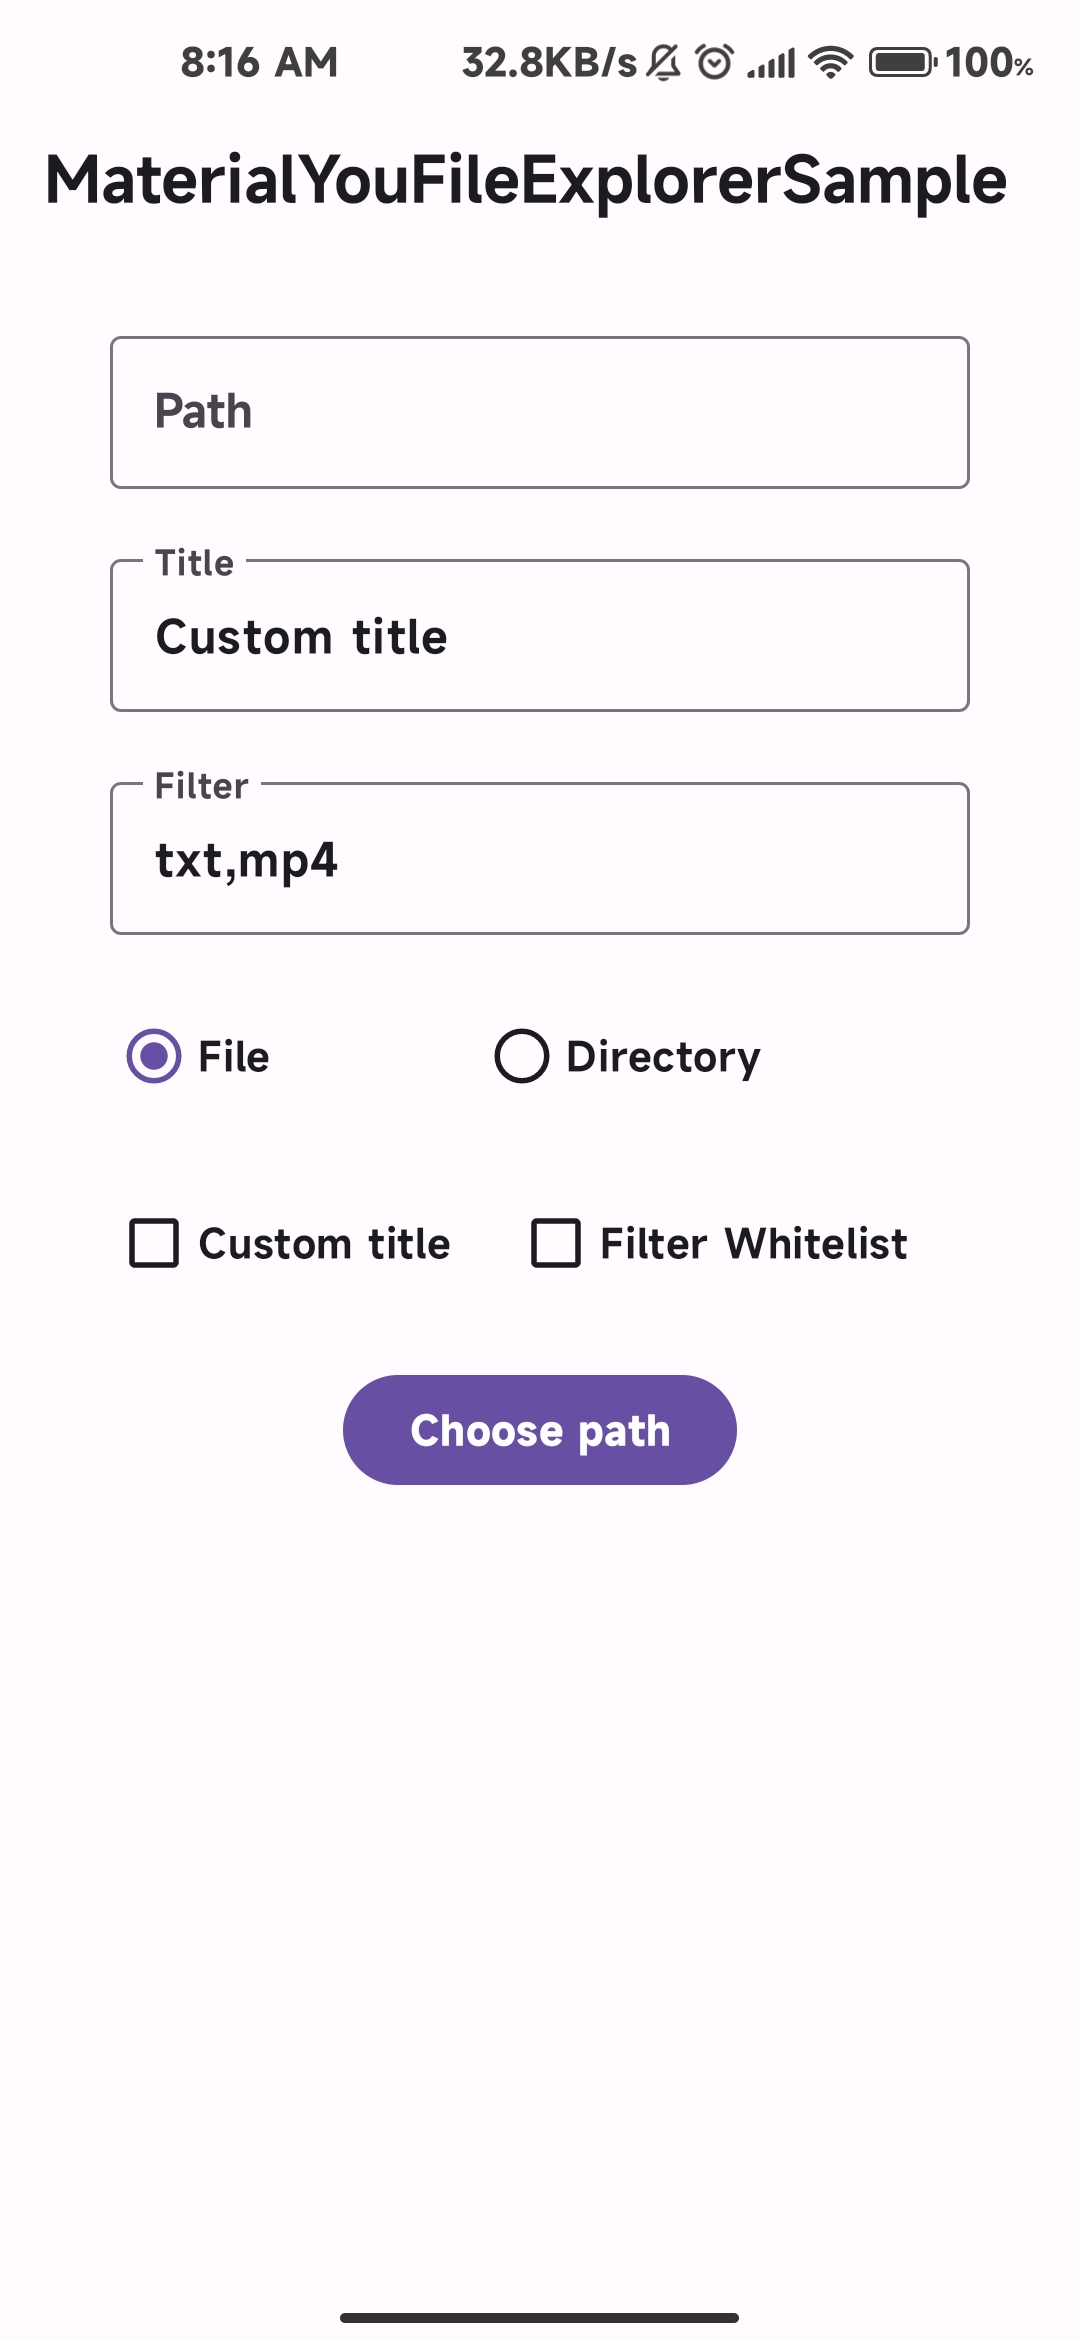 8:16 AM 32.8KB/s 100%
MaterialYouFileExplorerSample
Path
Title
Custom title
Filter
txt,mp4
File Directory
Custom title Filter Whitelist
Choose path